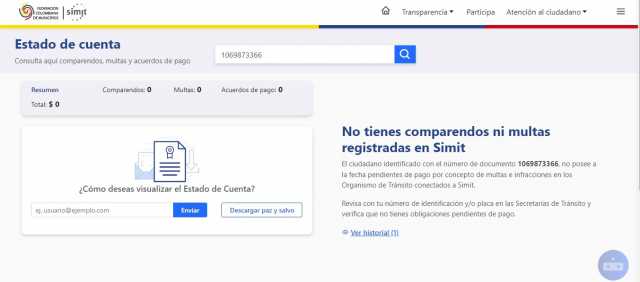 FEDERACIÓN
COLOMBIANA
DE MUNICIPIOS
simit
Transparencia
Participa
Atención al ciudadano
Estado de cuenta
Consulta aquí comparendos, multas y acuerdos de pago
1069873366
Resumen
Comparendos: 0
Multas: 0
Acuerdos de pago: 0
Total: $ 0
¿Cómo deseas visualizar el Estado de Cuenta?
ej. usuario@ejemplo.com
Enviar
Descargar paz y salvo
No tienes comparendos ni multas
registradas en Simit
El ciudadano identificado con el número de documento 1069873366, no posee a
la fecha pendientes de pago por concepto de multas e infracciones en los
Organismo de Tránsito conectados a Simit.
Revisa con tu número de identificación y/o placa en las Secretarías de Tránsito y
verifica que no tienes obligaciones pendientes de pago.
Ver historial (1)